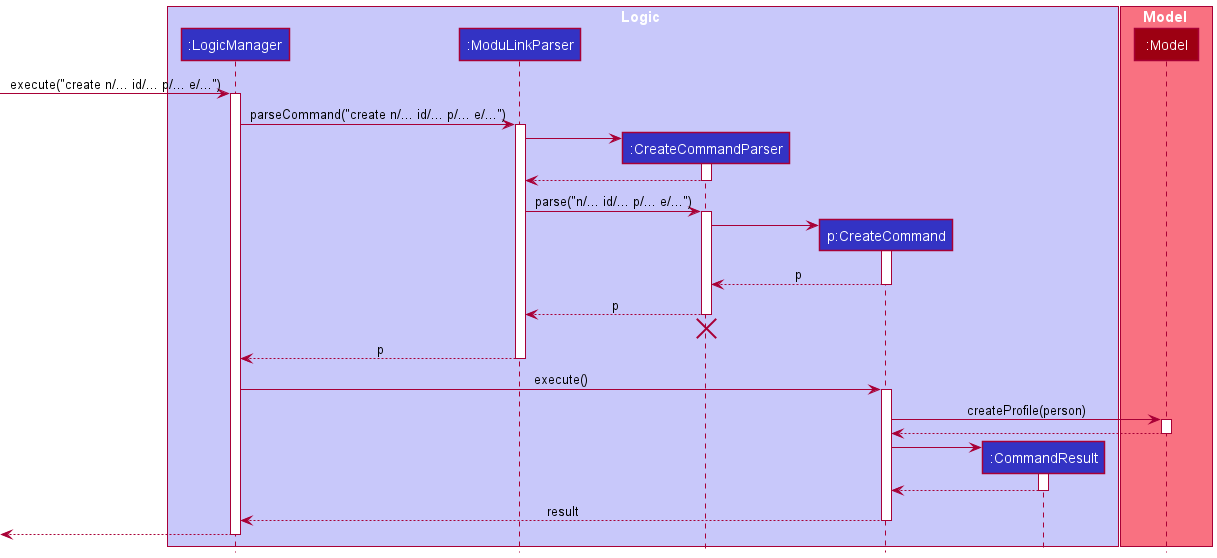 Logic
Model
:LogicManager
:ModuLinkParser
:Model
execute("create n/... id/... p/... e/...")
parseCommand("create n/... id/... p/... e/...")
:CreateCommandParser
parse("n/... id/... p/... e/...")
p:CreateCommand
p
p
p
execute()
createProfile(person)
:CommandResult
result